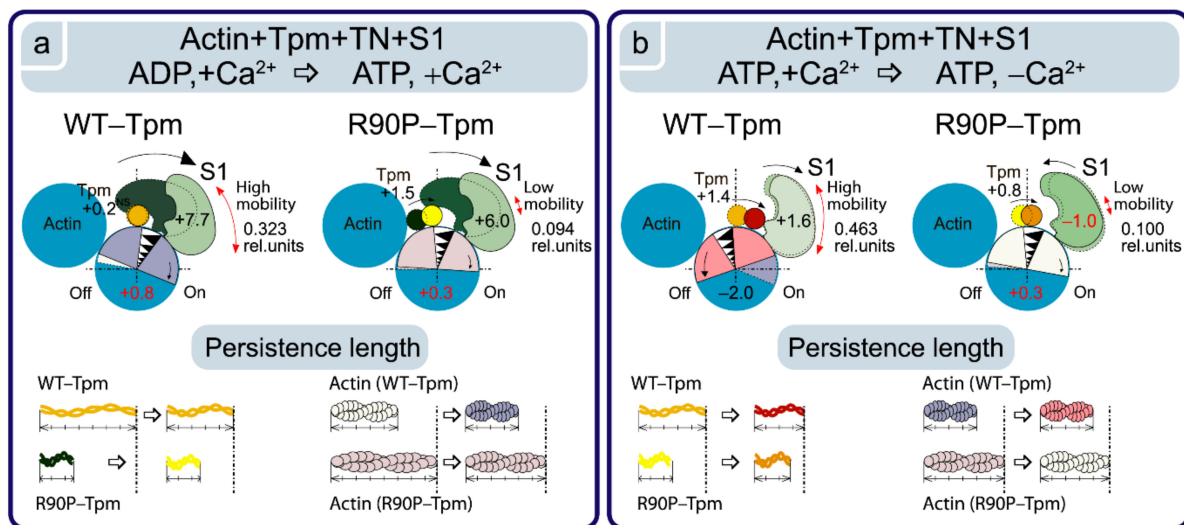 a
Actin+Tpm+TN+S1
ADP,+Ca²⁺ ⇨ ATP, +Ca²⁺
WT–Tpm
R90P–Tpm
S1
Tpm
+0.2 NS
Actin
+7.7
High
mobility
0.323
rel.units
Off
+0.8
On
S1
Tpm
+1.5
Actin
+6.0
Low
mobility
0.094
rel.units
Off
+0.3
On
Persistence length
WT–Tpm
R90P–Tpm
Actin (WT–Tpm)
Actin (R90P–Tpm)
b
Actin+Tpm+TN+S1
ATP,+Ca²⁺ ⇨ ATP, –Ca²⁺
WT–Tpm
R90P–Tpm
S1
Tpm
+1.4
Actin
+1.6
High
mobility
0.463
rel.units
Off
–2.0
On
S1
Tpm
+0.8
Actin
–1.0
Low
mobility
0.100
rel.units
Off
+0.3
On
Persistence length
WT–Tpm
R90P–Tpm
Actin (WT–Tpm)
Actin (R90P–Tpm)